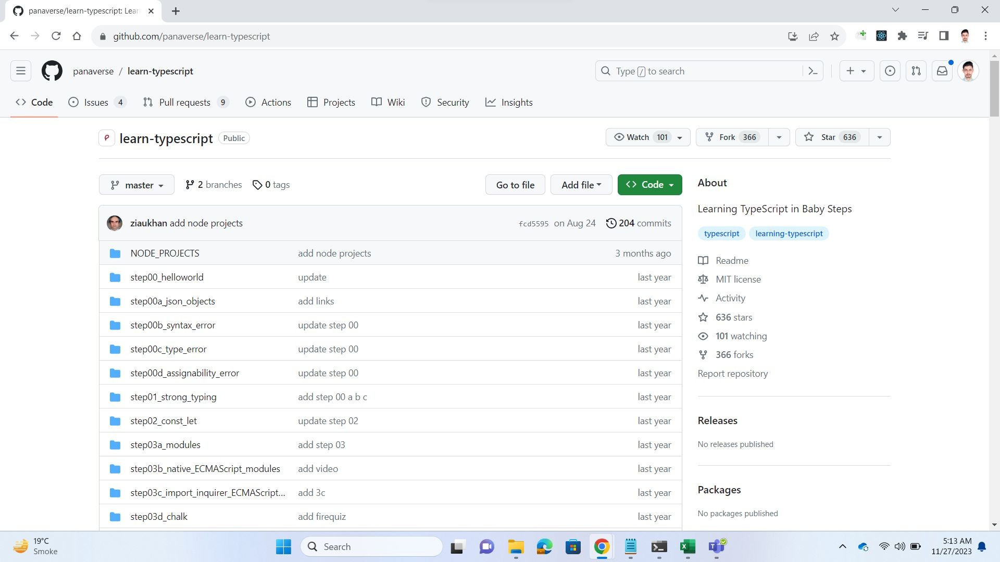 panaverse/learn-typescript: Lear
github.com/panaverse/learn-typescript
panaverse / learn-typescript
Type / to search
Code Issues 4 Pull requests 9 Actions Projects Wiki Security Insights
learn-typescript Public
Watch 101 Fork 366 Star 636
master 2 branches 0 tags Go to file Add file Code
ziaukhan add node projects fcd5595 on Aug 24 204 commits
NODE_PROJECTS add node projects 3 months ago
step00_helloworld update last year
step00a_json_objects add links last year
step00b_syntax_error update step 00 last year
step00c_type_error update step 00 last year
step00d_assignability_error update step 00 last year
step01_strong_typing add step 00 a b c last year
step02_const_let update step 02 last year
step03a_modules add step 03 last year
step03b_native_ECMAScript_modules add video last year
step03c_import_inquirer_ECMAScript... add 3c last year
step03d_chalk add firequiz last year
About
Learning TypeScript in Baby Steps
typescript learning-typescript
Readme
MIT license
Activity
636 stars
101 watching
366 forks
Report repository
Releases
No releases published
Packages
No packages published
19°C
Smoke
Search
5:13 AM
11/27/2023